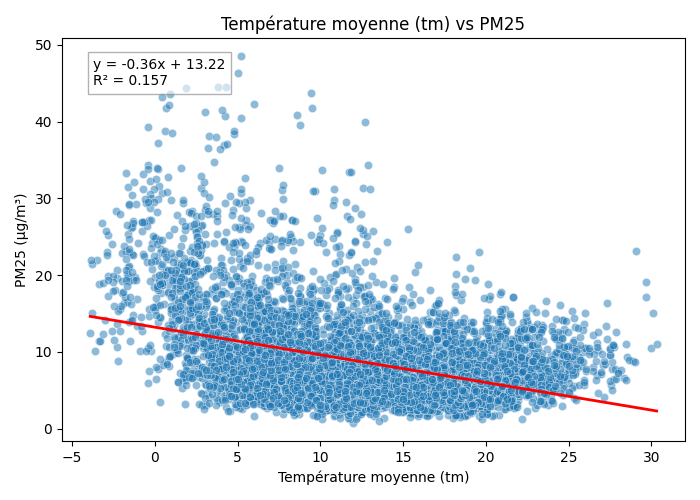 Température moyenne (tm) vs PM25
y = -0.36x + 13.22
R² = 0.157
PM25 (µg/m³)
50
40
30
20
10
0
−5
0
5
10
15
20
25
30
Température moyenne (tm)